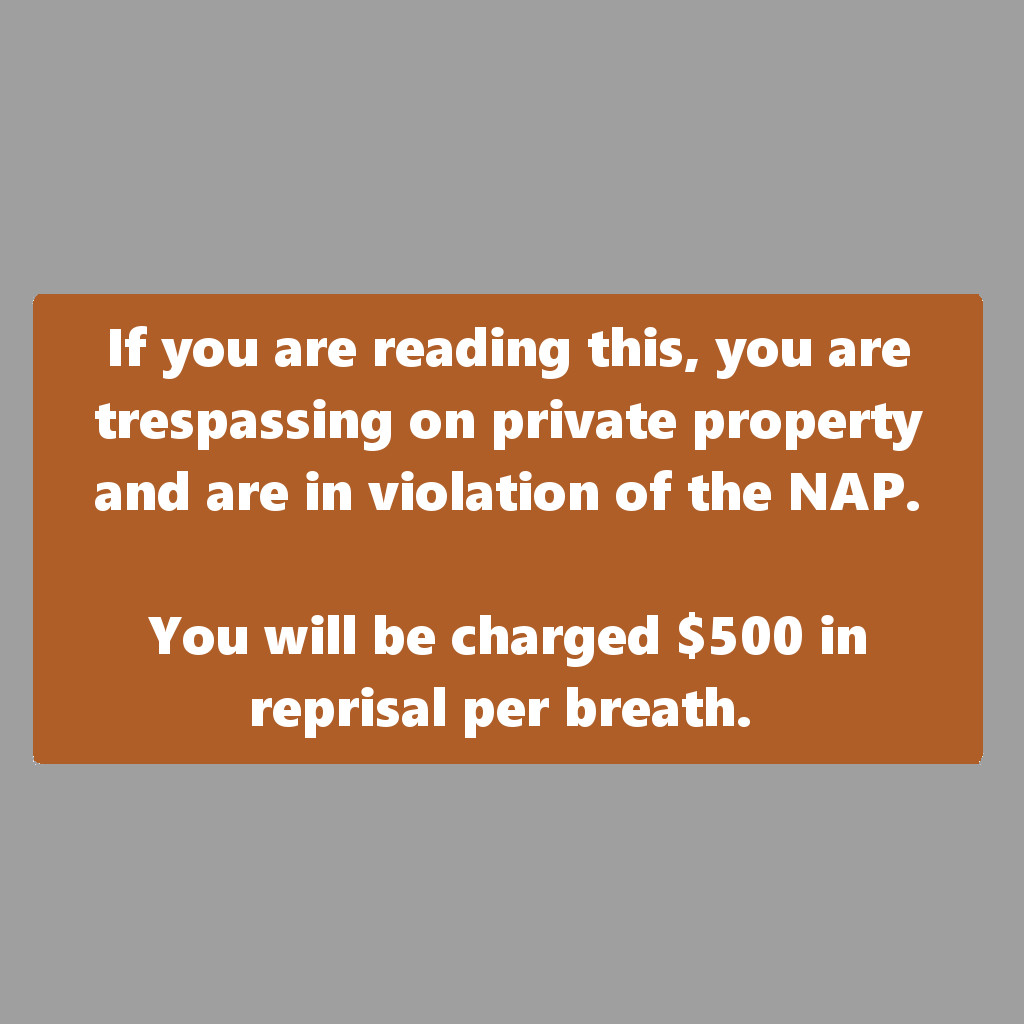 If you are reading this, you are
trespassing on private property
and are in violation of the NAP.
You will be charged $500 in
reprisal per breath.